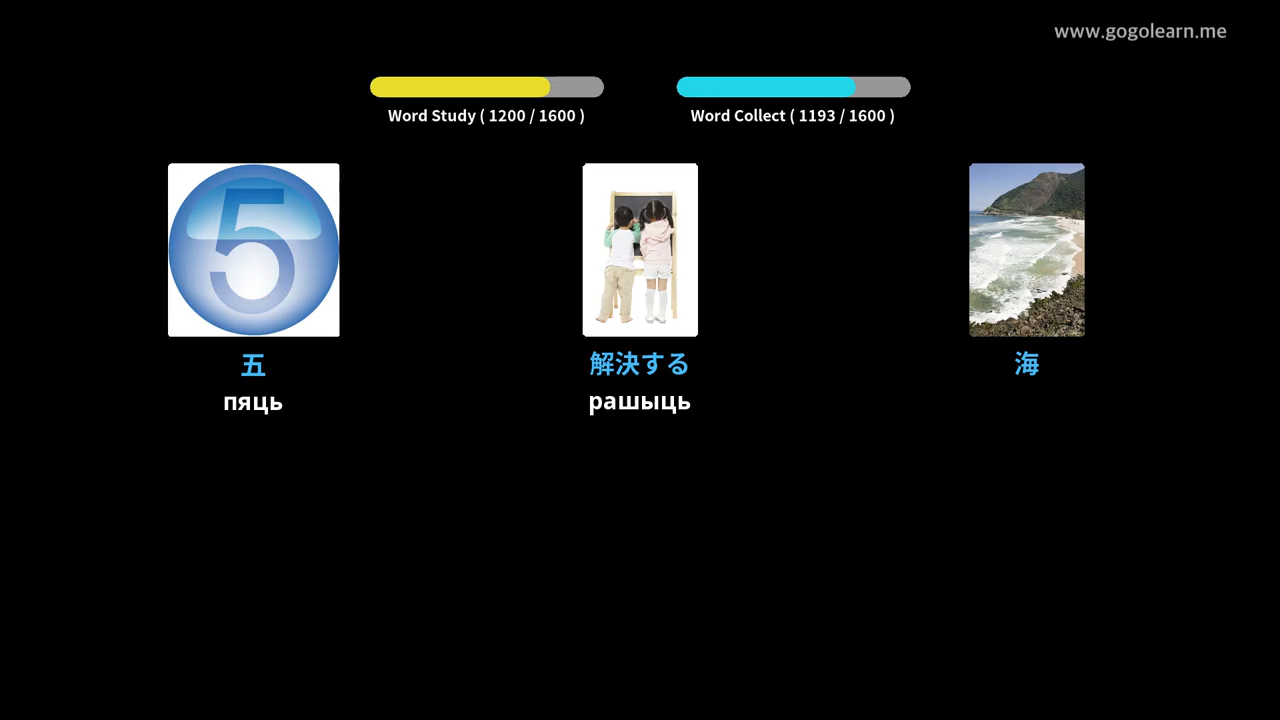 www.gogolearn.me
Word Study ( 1200 / 1600 )
Word Collect ( 1193 / 1600 )
5
五
解決する
海
пяць
рашыць